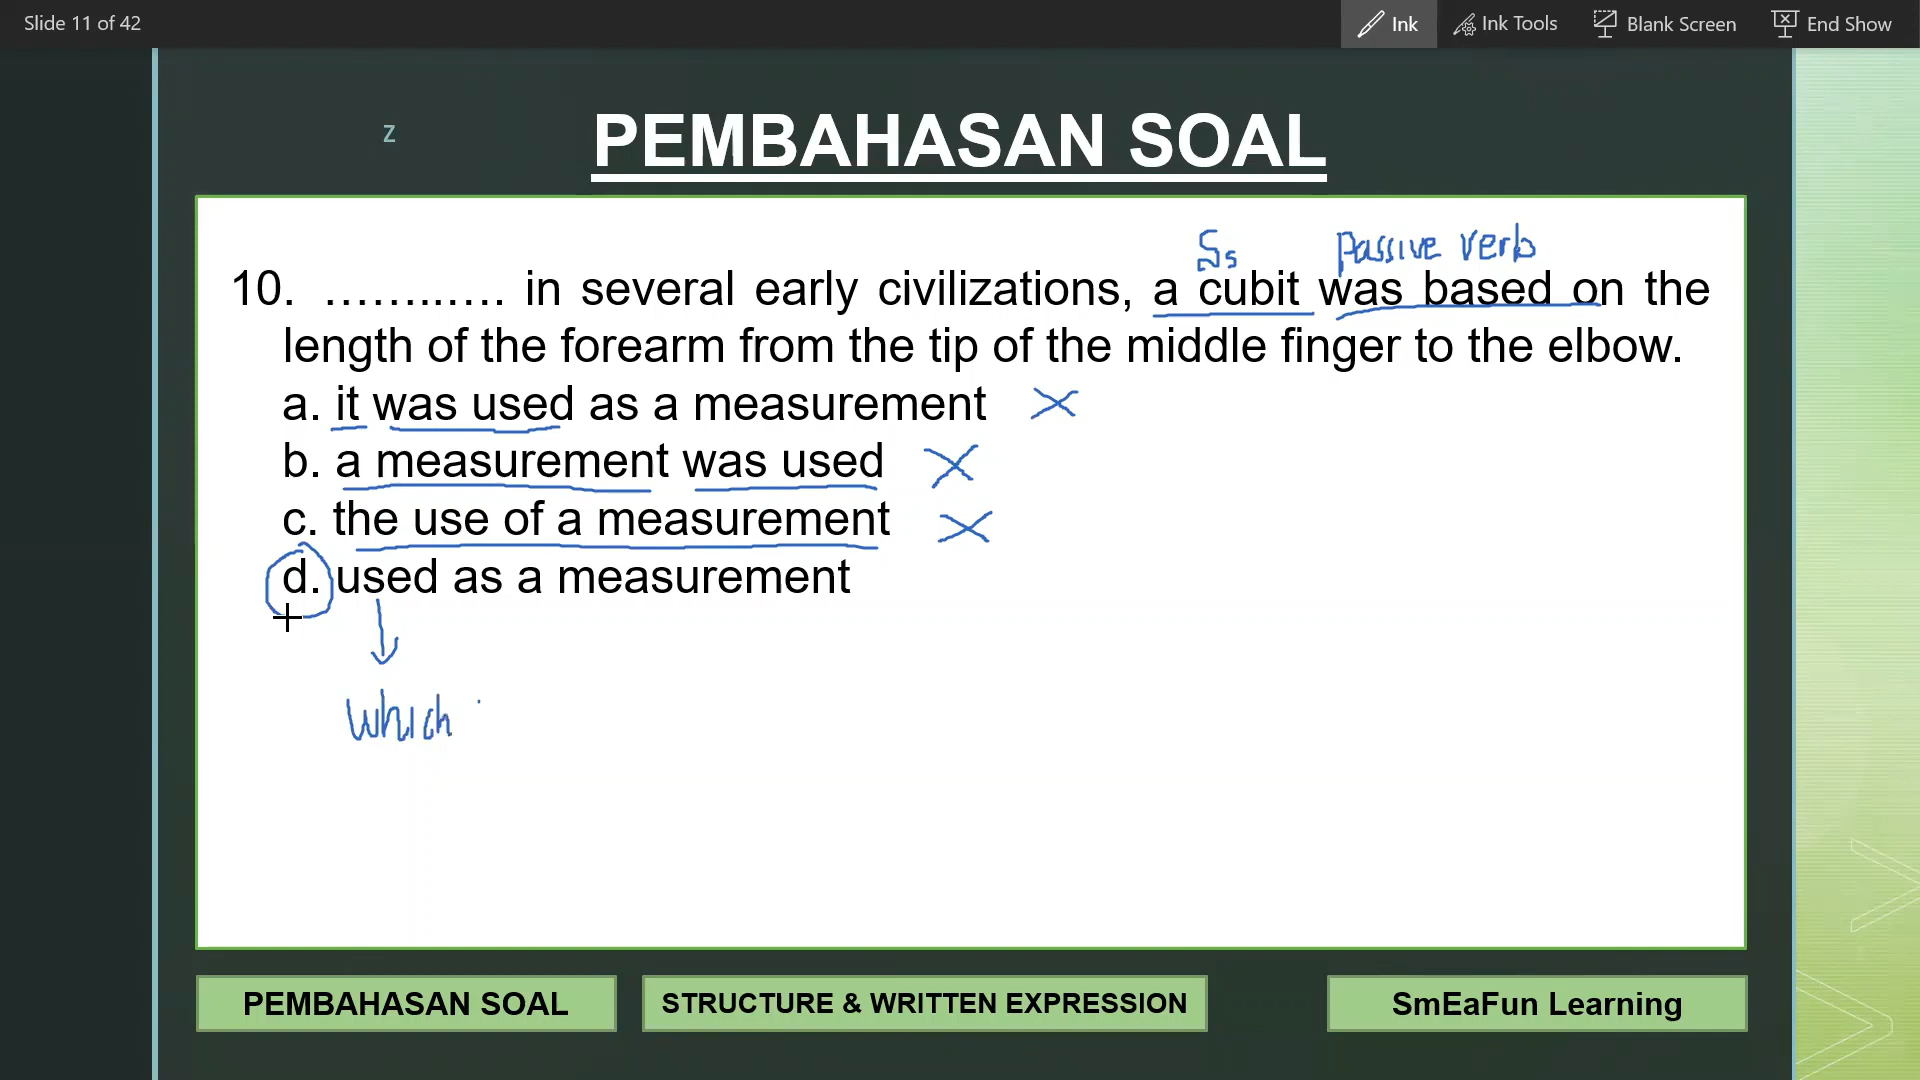 Slide 11 of 42
Ink
Ink Tools
Blank Screen
End Show
z
PEMBAHASAN SOAL
Ss passive verb
10. ……..…. in several early civilizations, a cubit was based on the
length of the forearm from the tip of the middle finger to the elbow.
a. it was used as a measurement
b. a measurement was used
c. the use of a measurement
d. used as a measurement
which
PEMBAHASAN SOAL
STRUCTURE & WRITTEN EXPRESSION
SmEaFun Learning